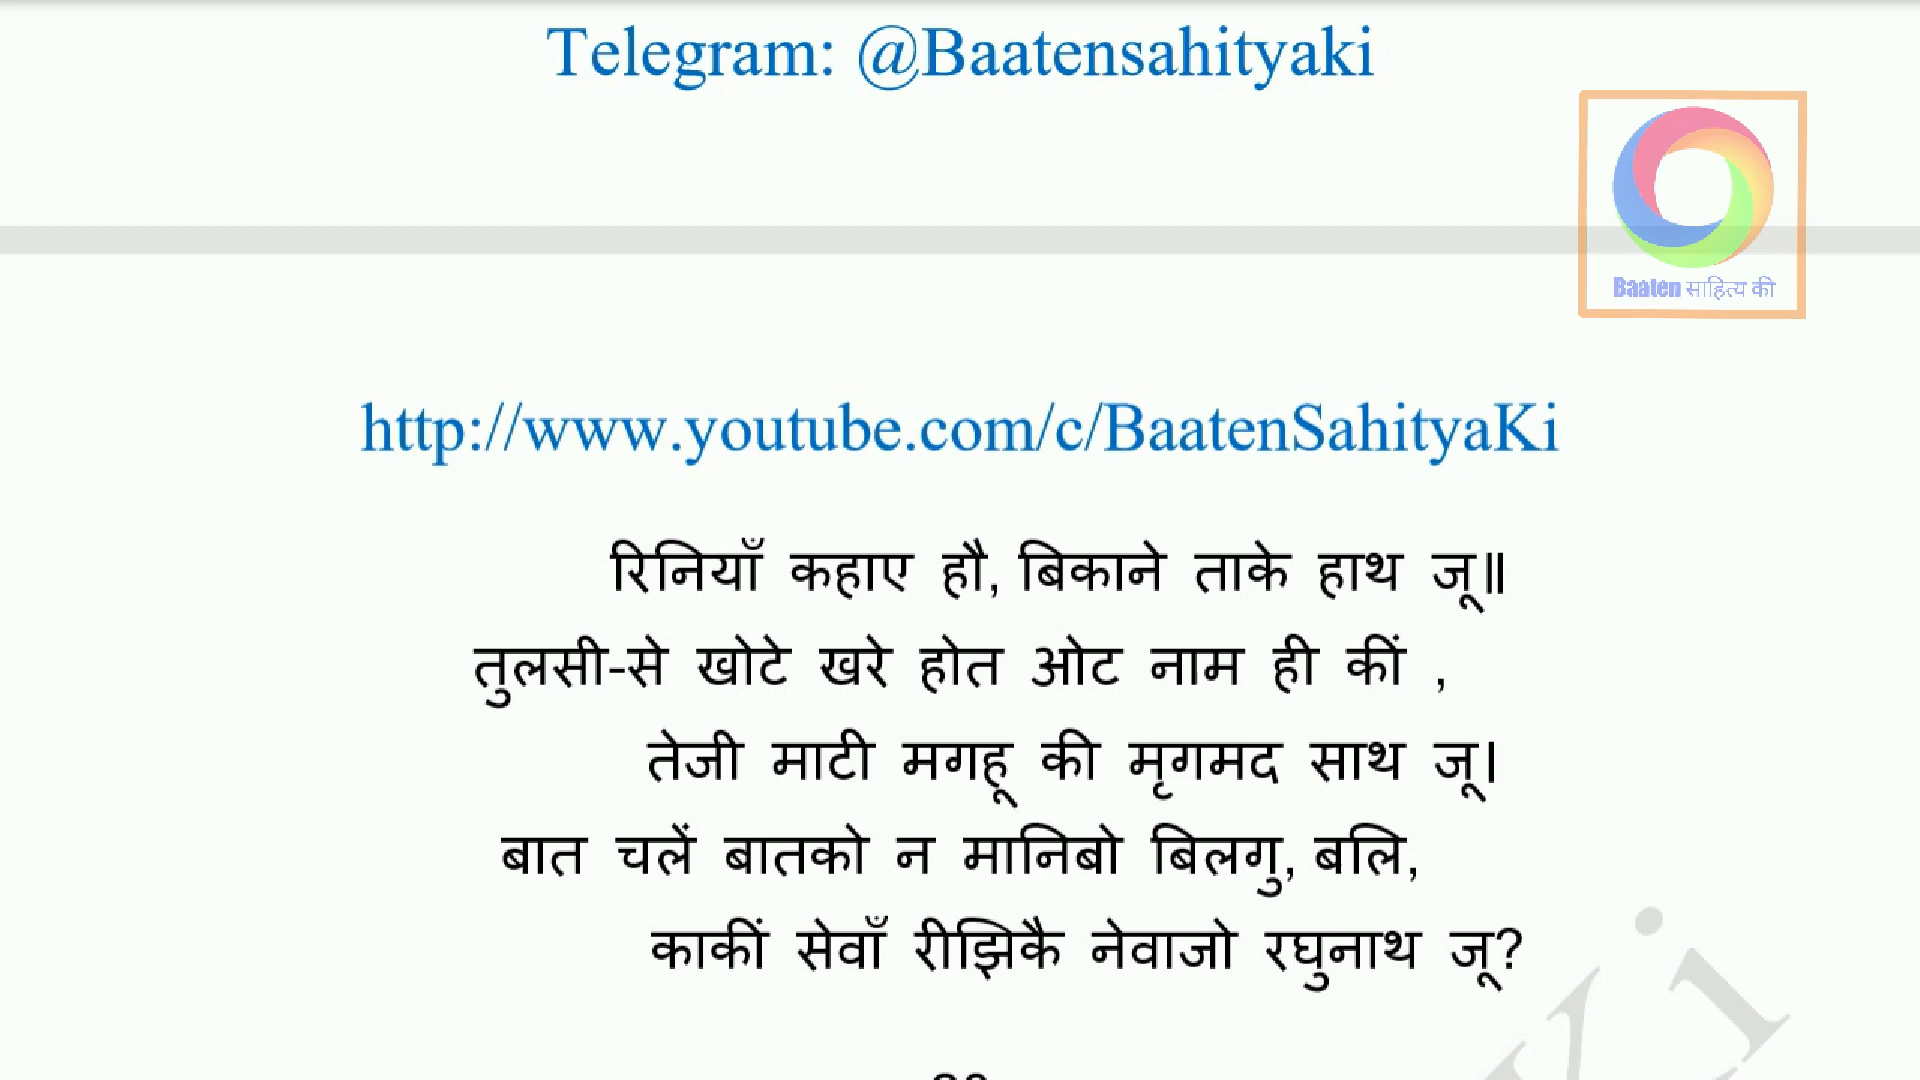 Telegram: @Baatensahityaki
Baaten साहित्य की
http://www.youtube.com/c/BaatenSahityaKi
रिनियाँ कहाए हौ, बिकाने ताके हाथ जू॥
तुलसी-से खोटे खरे होत ओट नाम ही कीं ,
तेजी माटी मगहू की मृगमद साथ जू।
बात चलें बातको न मानिबो बिलगु, बलि,
काकीं सेवाँ रीझिकै नेवाजो रघुनाथ जू?
Ki